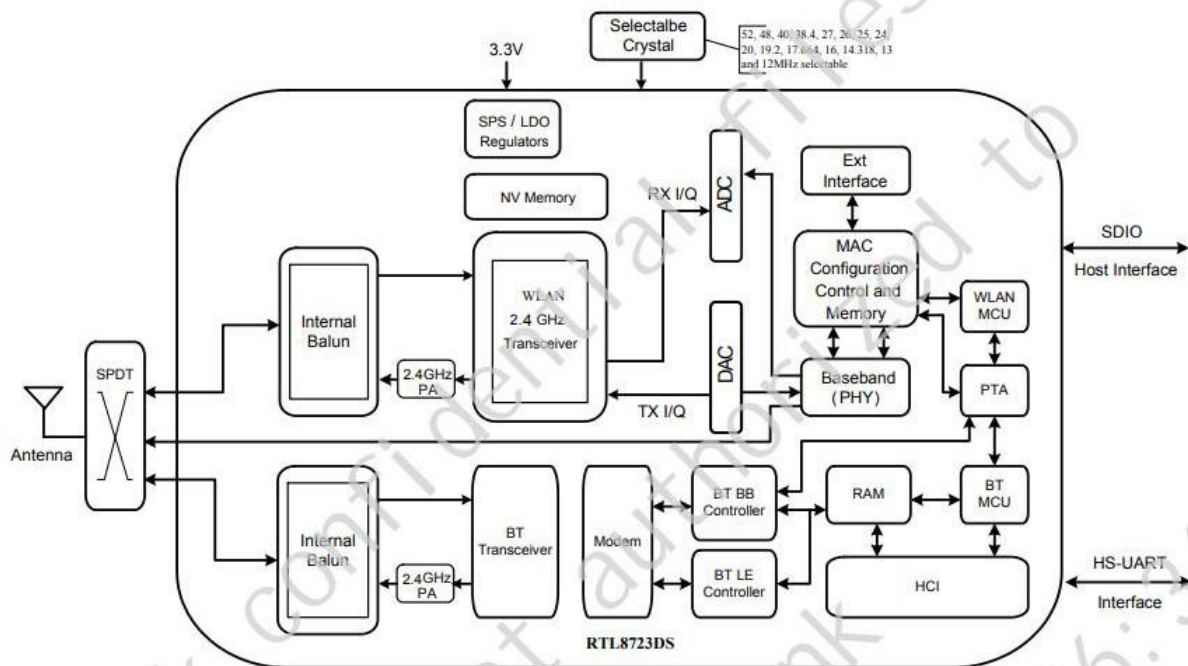 Selectalbe
Crystal
52, 48, 40, 38.4, 27, 26, 25, 24,
20, 19.2, 17.664, 16, 14.318, 13
and 12MHz selectable
3.3V
SPS / LDO
Regulators
NV Memory
RX I/Q
ADC
Ext
Interface
SDIO
Host Interface
MAC
Configuration
Control and
Memory
WLAN
MCU
Internal
Balun
WLAN
2.4 GHz
Transceiver
2.4GHz
PA
DAC
TX I/Q
Baseband
(PHY)
PTA
SPDT
Antenna
Internal
Balun
BT
Transceiver
2.4GHz
PA
Modem
BT BB
Controller
BT LE
Controller
RAM
BT
MCU
HCI
HS-UART
Interface
RTL8723DS
confidential files
authorized to